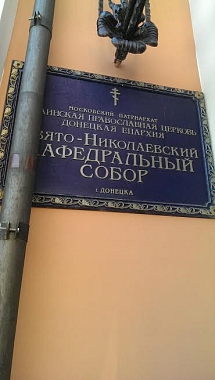 МОСКОВСКИЙ ПАТРИАРХАТ
АИНСКАЯ ПРАВОСЛАВНАЯ ЦЕРКОВЬ
ДОНЕЦКАЯ ЕПАРХИЯ
ВЯТО-НИКОЛАЕВСКИЙ
АФЕДРАЛЬНЫЙ
СОБОР
Г. ДОНЕЦКА